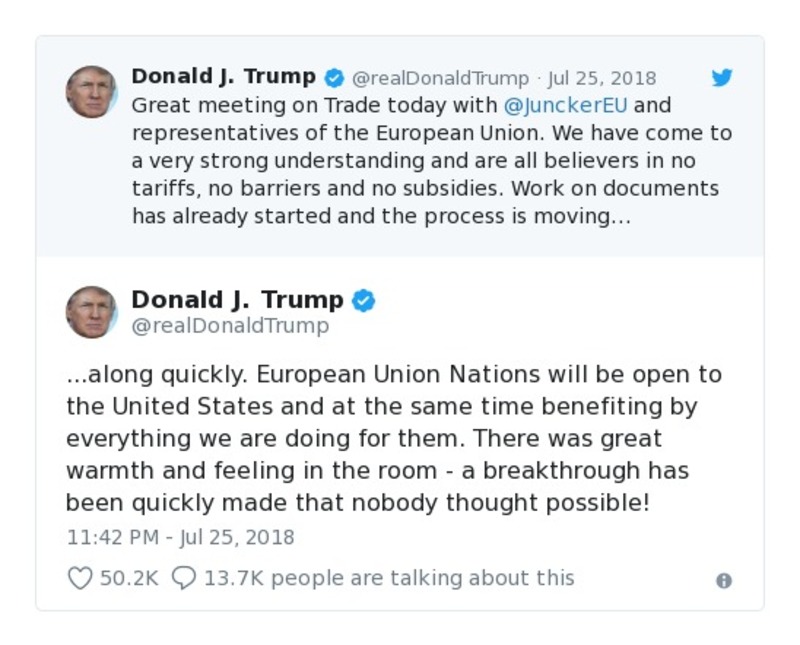 Donald J. Trump @realDonaldTrump · Jul 25, 2018
Great meeting on Trade today with @JunckerEU and
representatives of the European Union. We have come to
a very strong understanding and are all believers in no
tariffs, no barriers and no subsidies. Work on documents
has already started and the process is moving…
Donald J. Trump
@realDonaldTrump
...along quickly. European Union Nations will be open to
the United States and at the same time benefiting by
everything we are doing for them. There was great
warmth and feeling in the room - a breakthrough has
been quickly made that nobody thought possible!
11:42 PM - Jul 25, 2018
50.2K 13.7K people are talking about this